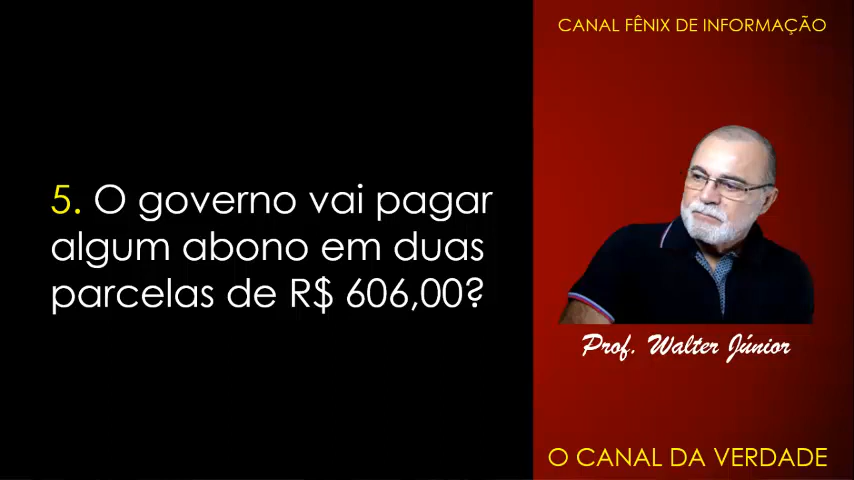 CANAL FÊNIX DE INFORMAÇÃO
5. O governo vai pagar
algum abono em duas
parcelas de R$ 606,00?
Prof. Walter Júnior
O CANAL DA VERDADE